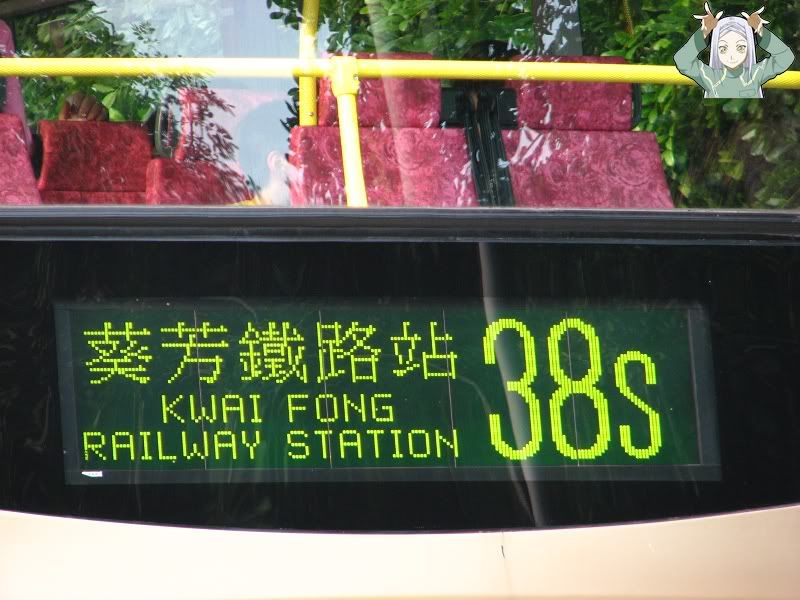 葵芳鐵路站 38S
KWAI FONG
RAILWAY STATION